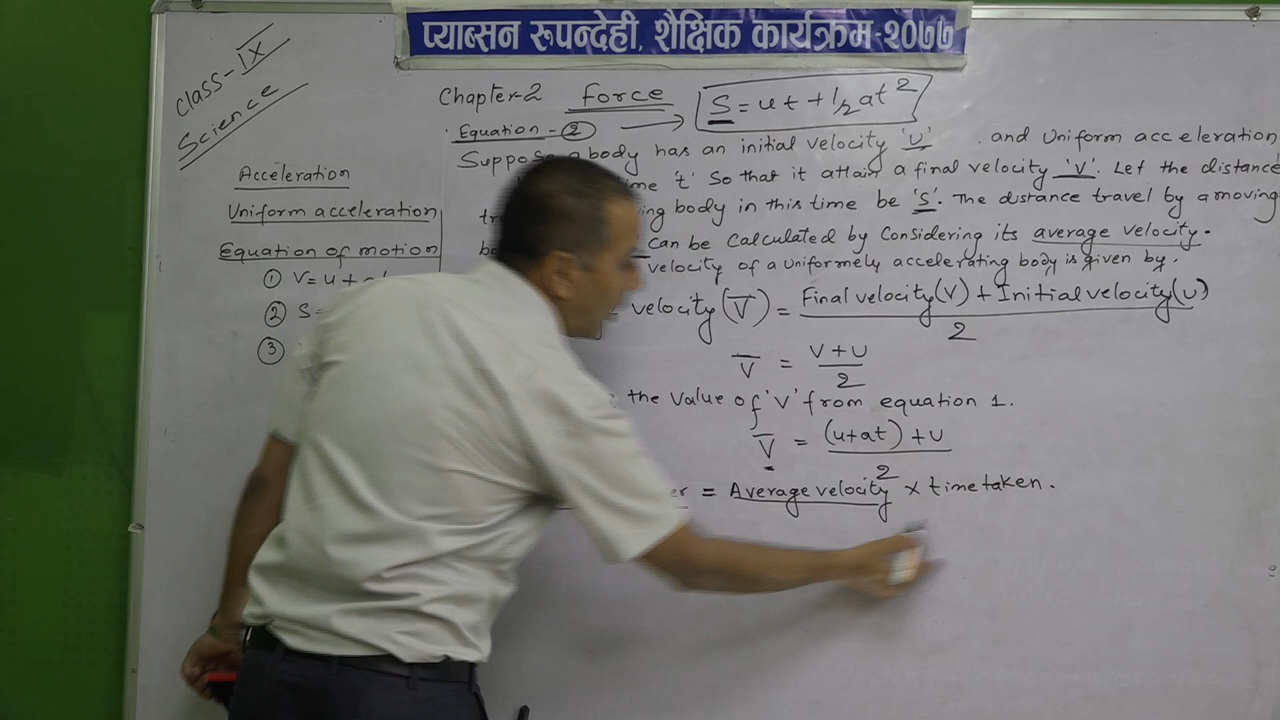 प्याब्सन रुपन्देही, शैक्षिक कार्यक्रम-२०७७
Class-IX
Science
Chapter-2 force S = ut + 1/2at²
Equation - ②
Suppose a body has an initial velocity 'U' and Uniform acceleration
't' So that it attain a final velocity 'V'. Let the distance
body in this time be 'S'. The distance travel by a moving
can be Calculated by Considering its average velocity.
velocity of a Uniformely accelerating body is given by.
velocity (V̅) = Final velocity(V) + Initial velocity(U) / 2
V̅ = V+U / 2
the Value of 'V' from equation 1.
V̅ = (u+at) + U / 2
= Average velocity × time taken.
Acceleration
Uniform acceleration
Equation of motion
① V = U +
② S =
③